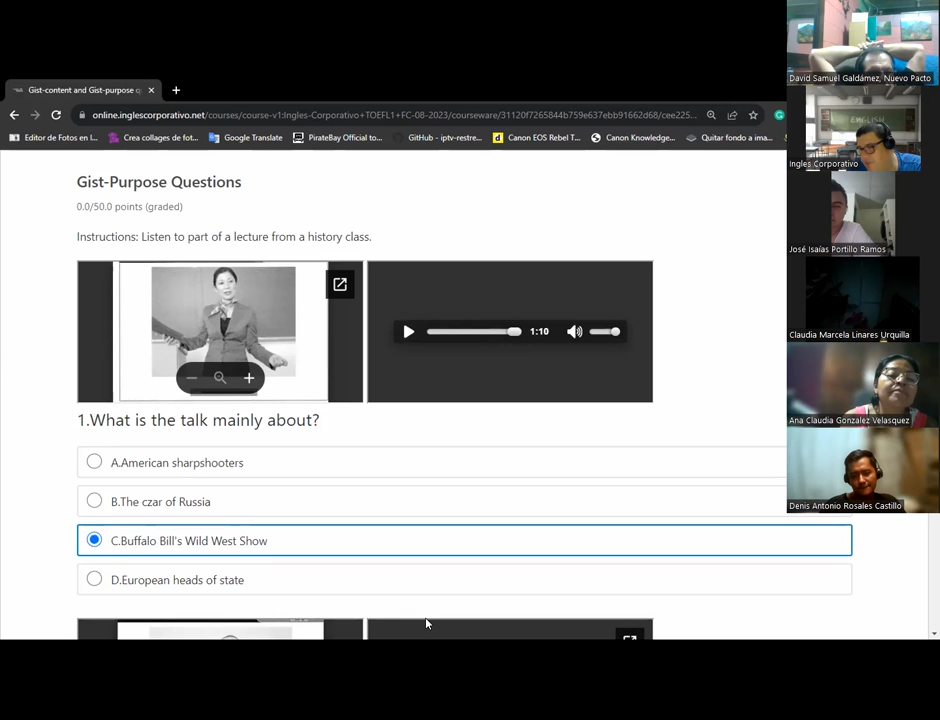 Gist-content and Gist-purpose q
online.inglescorporativo.net/courses/course-v1:Ingles-Corporativo+TOEFL1+FC-08-2023/courseware/31120f7265844b759e637ebb91662d68/cee225...
Editor de Fotos en l...
Crea collages de fot...
Google Translate
PirateBay Official to...
GitHub - iptv-restre...
Canon EOS Rebel T...
Canon Knowledge...
Quitar fondo a ima...
Gist-Purpose Questions
0.0/50.0 points (graded)
Instructions: Listen to part of a lecture from a history class.
1:10
1.What is the talk mainly about?
A.American sharpshooters
B.The czar of Russia
C.Buffalo Bill's Wild West Show
D.European heads of state
David Samuel Galdámez, Nuevo Pacto
ENGLISH
Ingles Corporativo
José Isaías Portillo Ramos
Claudia Marcela Linares Urquilla
Ana Claudia Gonzalez Velasquez
Denis Antonio Rosales Castillo